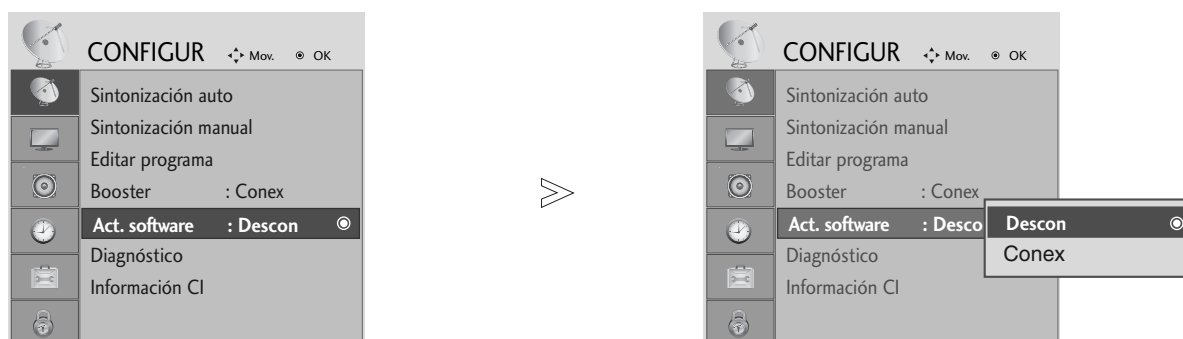 CONFIGUR Mov. OK
Sintonización auto
Sintonización manual
Editar programa
Booster : Conex
Act. software : Descon
Diagnóstico
Información CI
CONFIGUR Mov. OK
Sintonización auto
Sintonización manual
Editar programa
Booster : Conex
Act. software : Desco
Diagnóstico
Información CI
Descon
Conex